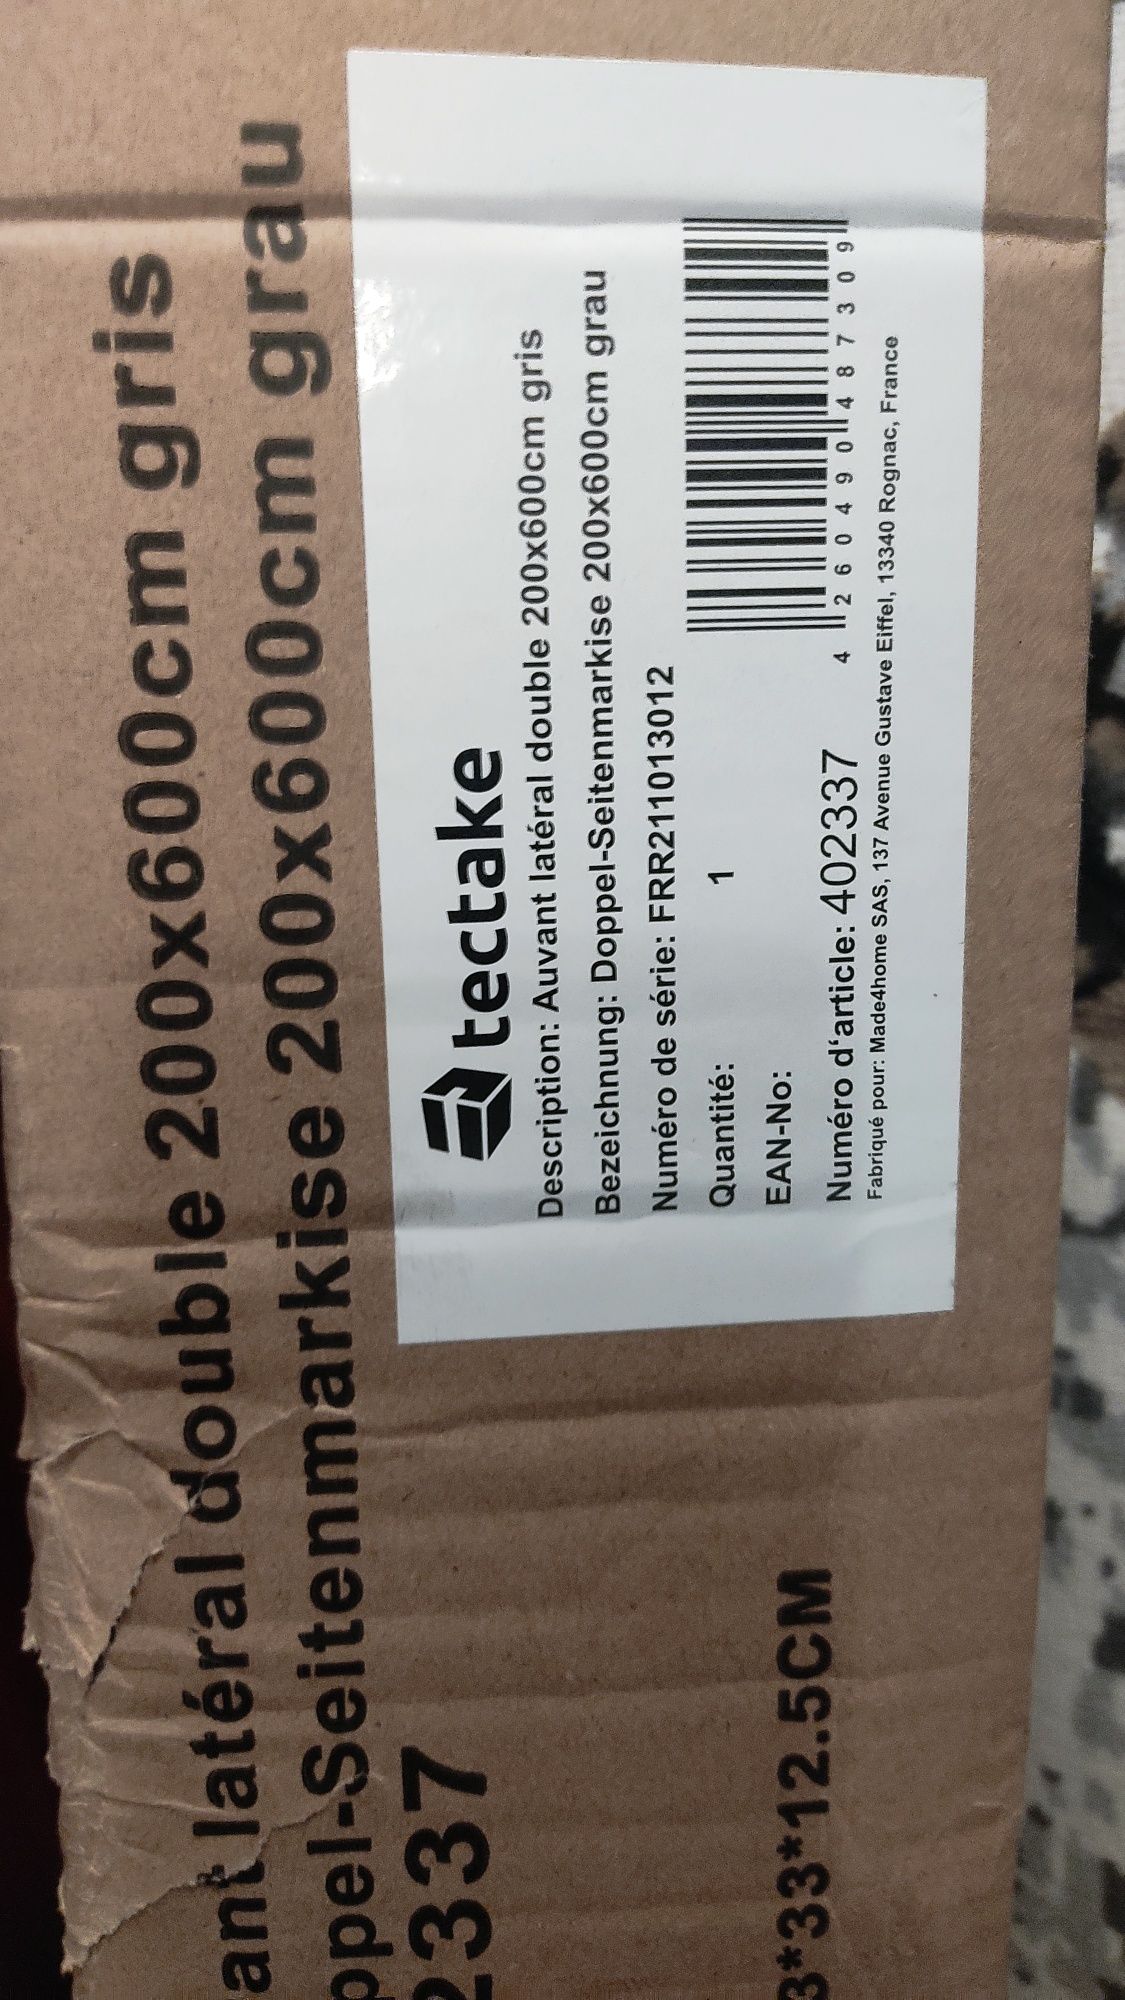 ant latéral double 200x600cm gris
ppel-Seitenmarkise 200x600cm grau
2337
3*33*12.5CM
tectake
Description: Auvant latéral double 200x600cm gris
Bezeichnung: Doppel-Seitenmarkise 200x600cm grau
Numéro de série: FRR211013012
Quantité: 1
EAN-No:
4 260490 487309
Numéro d‘article: 402337
Fabriqué pour: Made4home SAS, 137 Avenue Gustave Eiffel, 13340 Rognac, France